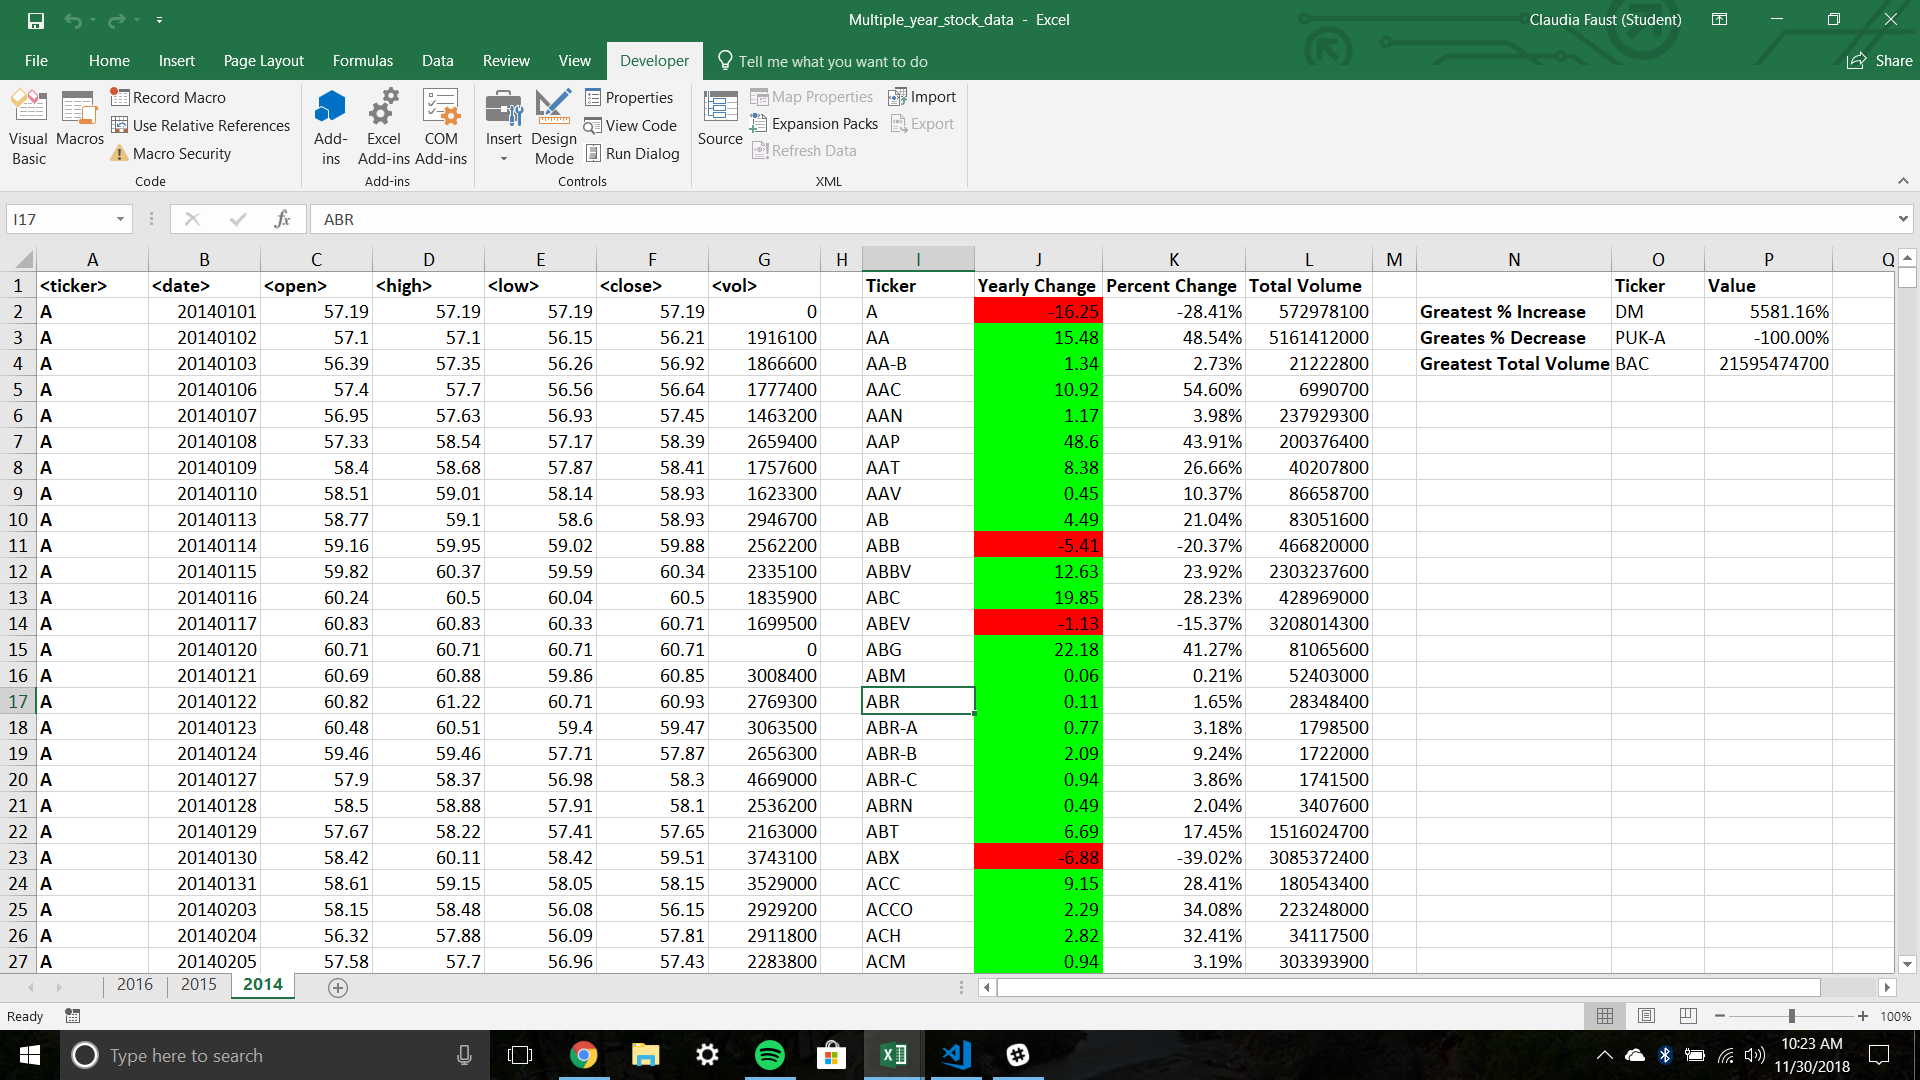 Multiple_year_stock_data - Excel
Claudia Faust (Student)
File Home Insert Page Layout Formulas Data Review View Developer Tell me what you want to do Share
Visual Basic
Macros
Record Macro
Use Relative References
Macro Security
Code
Add-ins
Excel Add-ins
COM Add-ins
Add-ins
Insert
Design Mode
Properties
View Code
Run Dialog
Controls
Source
Map Properties
Expansion Packs
Refresh Data
Import
Export
XML
I17 fx ABR
A B C D E F G H I J K L M N O P Q
1 <ticker> <date> <open> <high> <low> <close> <vol> Ticker Yearly Change Percent Change Total Volume Ticker Value
2 A 20140101 57.19 57.19 57.19 57.19 0 A -16.25 -28.41% 572978100 Greatest % Increase DM 5581.16%
3 A 20140102 57.1 57.1 56.15 56.21 1916100 AA 15.48 48.54% 5161412000 Greates % Decrease PUK-A -100.00%
4 A 20140103 56.39 57.35 56.26 56.92 1866600 AA-B 1.34 2.73% 21222800 Greatest Total Volume BAC 21595474700
5 A 20140106 57.4 57.7 56.56 56.64 1777400 AAC 10.92 54.60% 6990700
6 A 20140107 56.95 57.63 56.93 57.45 1463200 AAN 1.17 3.98% 237929300
7 A 20140108 57.33 58.54 57.17 58.39 2659400 AAP 48.6 43.91% 200376400
8 A 20140109 58.4 58.68 57.87 58.41 1757600 AAT 8.38 26.66% 40207800
9 A 20140110 58.51 59.01 58.14 58.93 1623300 AAV 0.45 10.37% 86658700
10 A 20140113 58.77 59.1 58.6 58.93 2946700 AB 4.49 21.04% 83051600
11 A 20140114 59.16 59.95 59.02 59.88 2562200 ABB -5.41 -20.37% 466820000
12 A 20140115 59.82 60.37 59.59 60.34 2335100 ABBV 12.63 23.92% 2303237600
13 A 20140116 60.24 60.5 60.04 60.5 1835900 ABC 19.85 28.23% 428969000
14 A 20140117 60.83 60.83 60.33 60.71 1699500 ABEV -1.13 -15.37% 3208014300
15 A 20140120 60.71 60.71 60.71 60.71 0 ABG 22.18 41.27% 81065600
16 A 20140121 60.69 60.88 59.86 60.85 3008400 ABM 0.06 0.21% 52403000
17 A 20140122 60.82 61.22 60.71 60.93 2769300 ABR 0.11 1.65% 28348400
18 A 20140123 60.48 60.51 59.4 59.47 3063500 ABR-A 0.77 3.18% 1798500
19 A 20140124 59.46 59.46 57.71 57.87 2656300 ABR-B 2.09 9.24% 1722000
20 A 20140127 57.9 58.37 56.98 58.3 4669000 ABR-C 0.94 3.86% 1741500
21 A 20140128 58.5 58.88 57.91 58.1 2536200 ABRN 0.49 2.04% 3407600
22 A 20140129 57.67 58.22 57.41 57.65 2163000 ABT 6.69 17.45% 1516024700
23 A 20140130 58.42 60.11 58.42 59.51 3743100 ABX -6.88 -39.02% 3085372400
24 A 20140131 58.61 59.15 58.05 58.15 3529000 ACC 9.15 28.41% 180543400
25 A 20140203 58.15 58.48 56.08 56.15 2929200 ACCO 2.29 34.08% 223248000
26 A 20140204 56.32 57.88 56.09 57.81 2911800 ACH 2.82 32.41% 34117500
27 A 20140205 57.58 57.7 56.96 57.43 2283800 ACM 0.94 3.19% 303393900
2016 2015 2014
Ready
100%
Type here to search
10:23 AM
11/30/2018